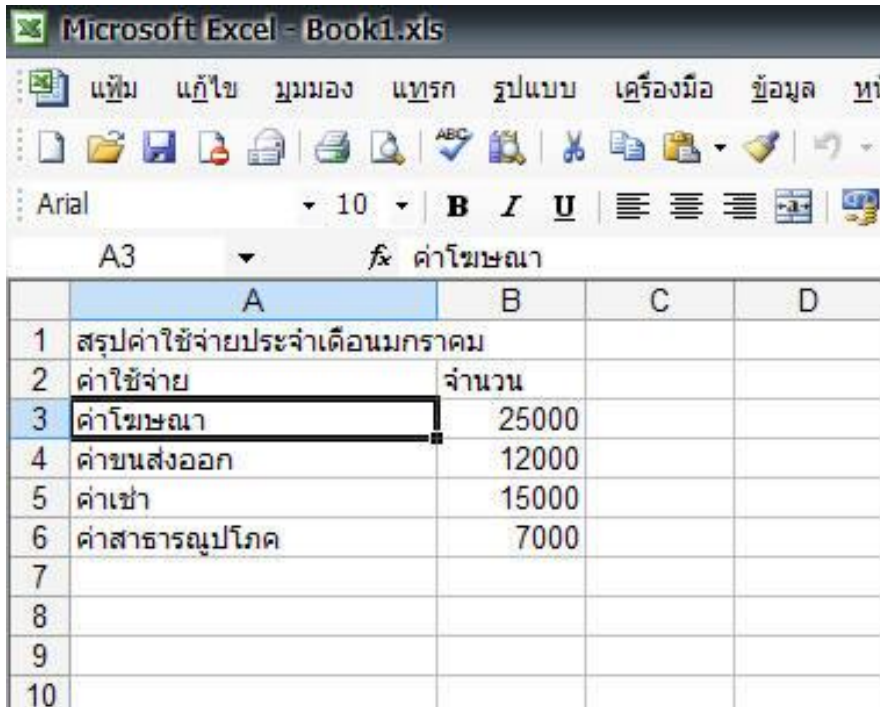 Microsoft Excel - Book1.xls
แฟ้ม แก้ไข มุมมอง แทรก รูปแบบ เครื่องมือ ข้อมูล
ABC
Arial 10 B I U a
A3 fx ค่าโฆษณา
A B C D
1 สรุปค่าใช้จ่ายประจำเดือนมกราคม
2 ค่าใช้จ่าย จำนวน
3 ค่าโฆษณา 25000
4 ค่าขนส่งออก 12000
5 ค่าเช่า 15000
6 ค่าสาธารณูปโภค 7000
7
8
9
10